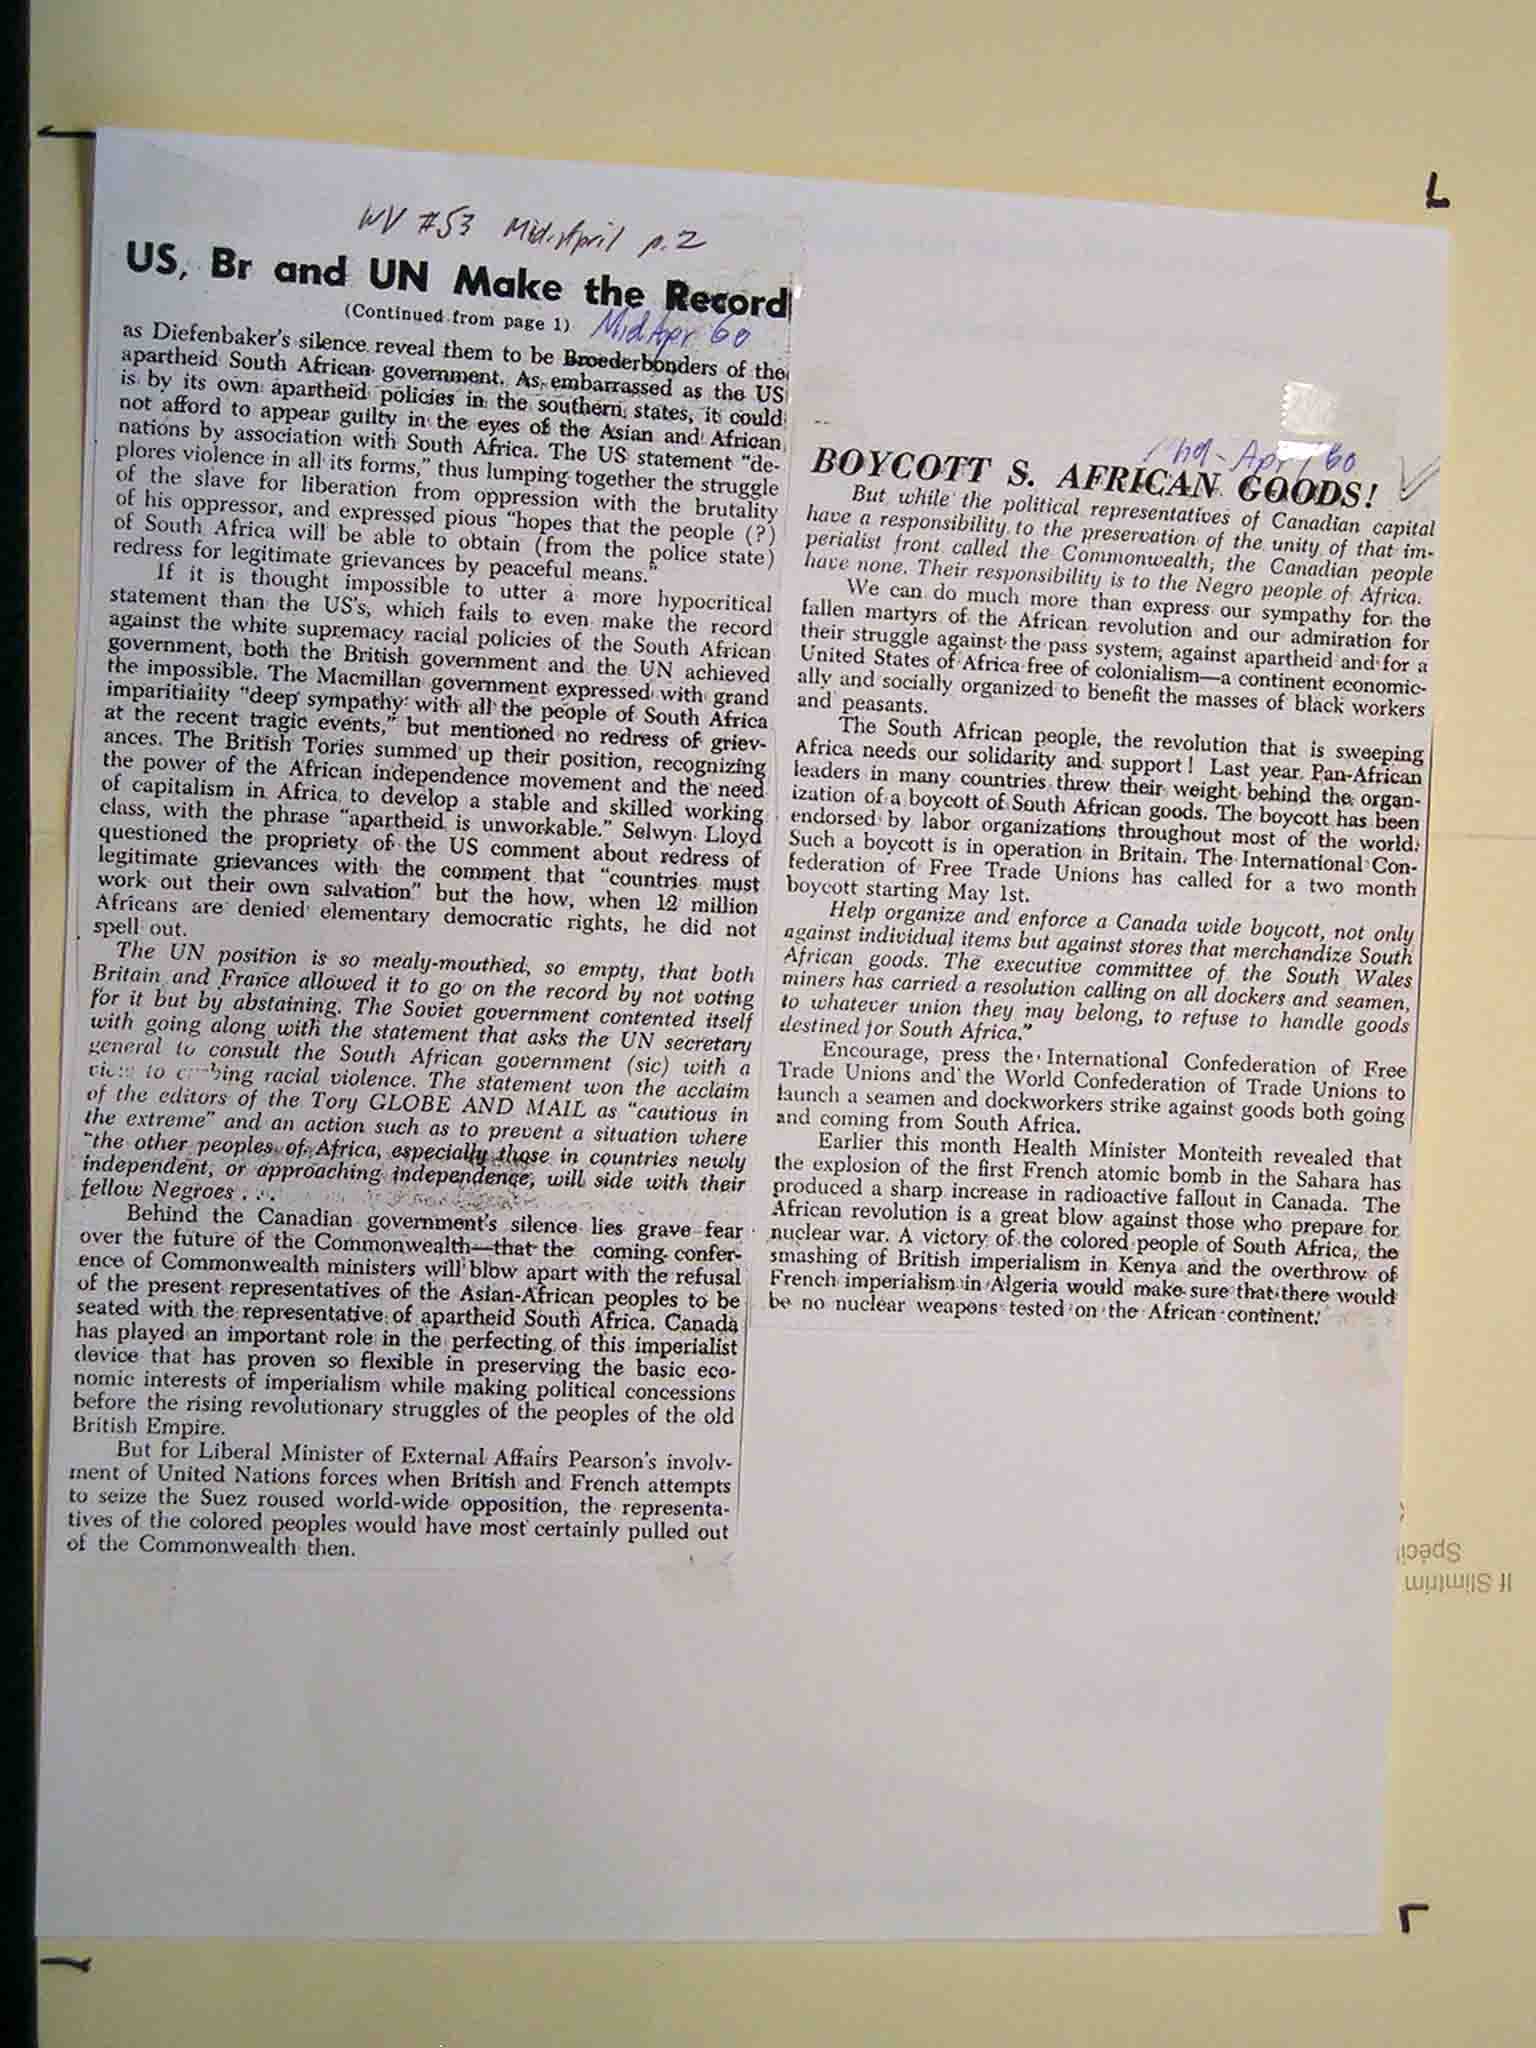 WV #53 Mid-April p.2
US, Br and UN Make the Record
(Continued from page 1) Mid Apr '60
as Diefenbaker's silence reveal them to be Broederbonders of the
apartheid South African government. As embarrassed as the US
is by its own apartheid policies in the southern states, it could
not afford to appear guilty in the eyes of the Asian and African
nations by association with South Africa. The US statement "de-
plores violence in all its forms," thus lumping together the struggle
of the slave for liberation from oppression with the brutality
of his oppressor, and expressed pious "hopes that the people (?)
of South Africa will be able to obtain (from the police state)
redress for legitimate grievances by peaceful means."
If it is thought impossible to utter a more hypocritical
statement than the US's, which fails to even make the record
against the white supremacy racial policies of the South African
government, both the British government and the UN achieved
the impossible. The Macmillan government expressed with grand
imparitiality "deep sympathy with all the people of South Africa
at the recent tragic events," but mentioned no redress of griev-
ances. The British Tories summed up their position, recognizing
the power of the African independence movement and the need
of capitalism in Africa to develop a stable and skilled working
class, with the phrase "apartheid is unworkable." Selwyn Lloyd
questioned the propriety of the US comment about redress of
legitimate grievances with the comment that "countries must
work out their own salvation" but the how, when 12 million
Africans are denied elementary democratic rights, he did not
spell out.
The UN position is so mealy-mouthed, so empty, that both
Britain and France allowed it to go on the record by not voting
for it but by abstaining. The Soviet government contented itself
with going along with the statement that asks the UN secretary
general to consult the South African government (sic) with a
view to curbing racial violence. The statement won the acclaim
of the editors of the Tory GLOBE AND MAIL as "cautious in
the extreme" and an action such as to prevent a situation where
"the other peoples of Africa, especially those in countries newly
independent, or approaching independence, will side with their
fellow Negroes . . .
Behind the Canadian government's silence lies grave fear
over the future of the Commonwealth—that the coming confer-
ence of Commonwealth ministers will blow apart with the refusal
of the present representatives of the Asian-African peoples to be
seated with the representative of apartheid South Africa. Canada
has played an important role in the perfecting of this imperialist
device that has proven so flexible in preserving the basic eco-
nomic interests of imperialism while making political concessions
before the rising revolutionary struggles of the peoples of the old
British Empire.
But for Liberal Minister of External Affairs Pearson's involv-
ment of United Nations forces when British and French attempts
to seize the Suez roused world-wide opposition, the representa-
tives of the colored peoples would have most certainly pulled out
of the Commonwealth then.
Mid-Apr '60
BOYCOTT S. AFRICAN GOODS!
But while the political representatives of Canadian capital
have a responsibility to the preservation of the unity of that im-
perialist front called the Commonwealth, the Canadian people
have none. Their responsibility is to the Negro people of Africa.
We can do much more than express our sympathy for the
fallen martyrs of the African revolution and our admiration for
their struggle against the pass system, against apartheid and for a
United States of Africa free of colonialism—a continent economic-
ally and socially organized to benefit the masses of black workers
and peasants.
The South African people, the revolution that is sweeping
Africa needs our solidarity and support! Last year Pan-African
leaders in many countries threw their weight behind the organ-
ization of a boycott of South African goods. The boycott has been
endorsed by labor organizations throughout most of the world.
Such a boycott is in operation in Britain. The International Con-
federation of Free Trade Unions has called for a two month
boycott starting May 1st.
Help organize and enforce a Canada wide boycott, not only
against individual items but against stores that merchandize South
African goods. The executive committee of the South Wales
miners has carried a resolution calling on all dockers and seamen,
to whatever union they may belong, to refuse to handle goods
destined for South Africa."
Encourage, press the International Confederation of Free
Trade Unions and the World Confederation of Trade Unions to
launch a seamen and dockworkers strike against goods both going
and coming from South Africa.
Earlier this month Health Minister Monteith revealed that
the explosion of the first French atomic bomb in the Sahara has
produced a sharp increase in radioactive fallout in Canada. The
African revolution is a great blow against those who prepare for
nuclear war. A victory of the colored people of South Africa, the
smashing of British imperialism in Kenya and the overthrow of
French imperialism in Algeria would make sure that there would
be no nuclear weapons tested on the African continent.
If Slimtrim